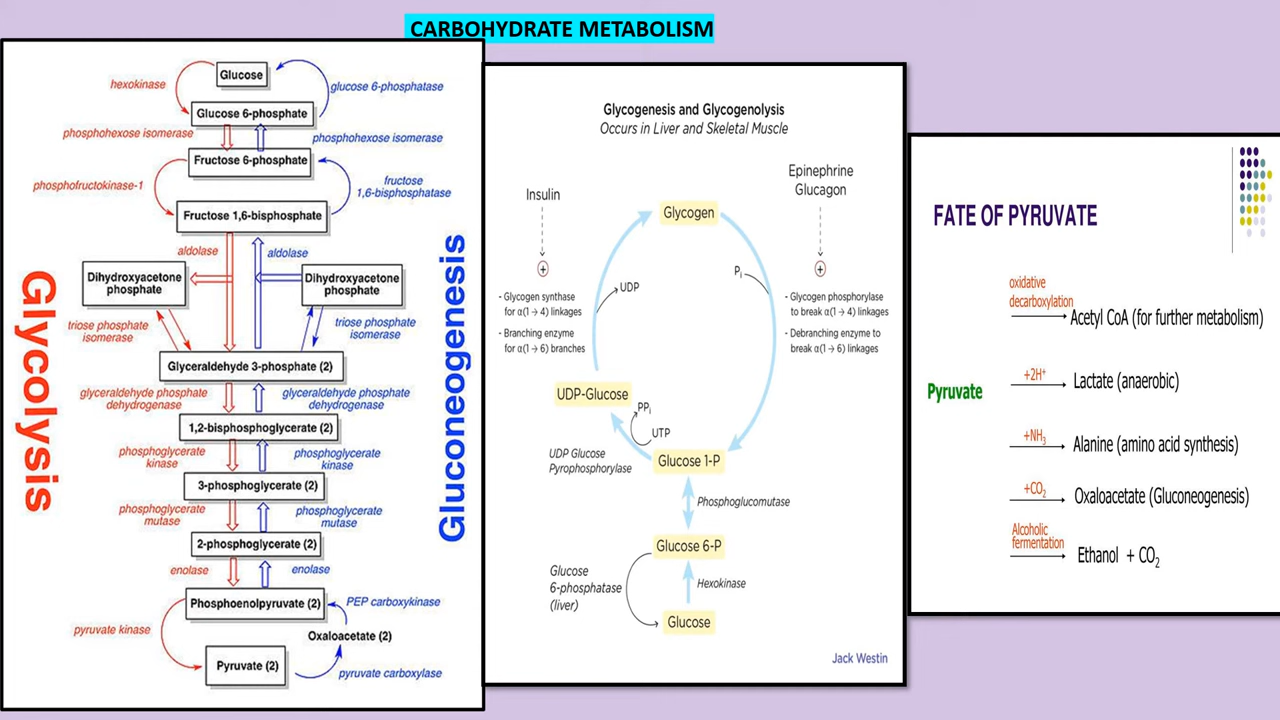 CARBOHYDRATE METABOLISM
Glycolysis
Gluconeogenesis
Glucose
hexokinase
glucose 6-phosphatase
Glucose 6-phosphate
phosphohexose isomerase
phosphohexose isomerase
Fructose 6-phosphate
phosphofructokinase-1
fructose
1,6-bisphosphatase
Fructose 1,6-bisphosphate
aldolase
aldolase
Dihydroxyacetone
phosphate
Dihydroxyacetone
phosphate
triose phosphate
isomerase
triose phosphate
isomerase
Glyceraldehyde 3-phosphate (2)
glyceraldehyde phosphate
dehydrogenase
glyceraldehyde phosphate
dehydrogenase
1,2-bisphosphoglycerate (2)
phosphoglycerate
kinase
phosphoglycerate
kinase
3-phosphoglycerate (2)
phosphoglycerate
mutase
phosphoglycerate
mutase
2-phosphoglycerate (2)
enolase
enolase
Phosphoenolpyruvate (2)
PEP carboxykinase
pyruvate kinase
Oxaloacetate (2)
Pyruvate (2)
pyruvate carboxylase
Glycogenesis and Glycogenolysis
Occurs in Liver and Skeletal Muscle
Insulin
Epinephrine
Glucagon
Glycogen
+
+
Pi
UDP
- Glycogen synthase
for α(1 → 4) linkages
- Branching enzyme
for α(1 → 6) branches
- Glycogen phosphorylase
to break α(1 → 4) linkages
- Debranching enzyme to
break α(1 → 6) linkages
UDP-Glucose
PPi
UTP
UDP Glucose
Pyrophosphorylase
Glucose 1-P
Phosphoglucomutase
Glucose 6-P
Glucose
6-phosphatase
(liver)
Hexokinase
Glucose
Jack Westin
FATE OF PYRUVATE
oxidative
decarboxylation
Acetyl CoA (for further metabolism)
+2H⁺
Lactate (anaerobic)
Pyruvate
+NH₃
Alanine (amino acid synthesis)
+CO₂
Oxaloacetate (Gluconeogenesis)
Alcoholic
fermentation
Ethanol + CO₂